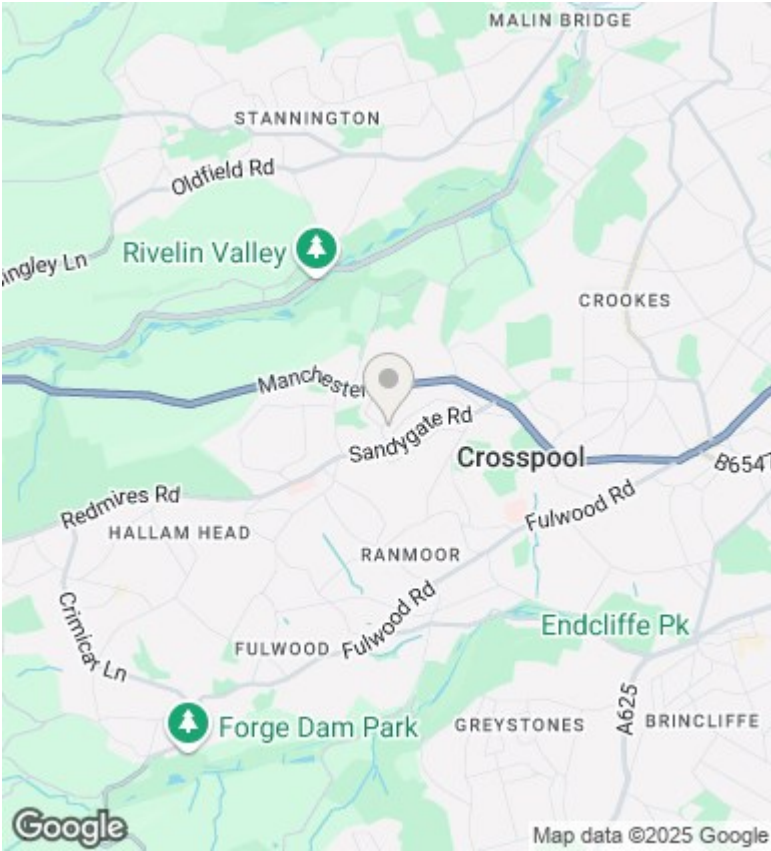 MALIN BRIDGE
STANNINGTON
Oldfield Rd
Rivelin Valley
ingley Ln
CROOKES
Manchester
Sandygate Rd
Crosspool
B6547
Redmires Rd
Fulwood Rd
HALLAM HEAD
RANMOOR
Crimicar Ln
Fulwood Rd
FULWOOD
Endcliffe Pk
Forge Dam Park
GREYSTONES
A625
BRINCLIFFE
Google
Map data ©2025 Google